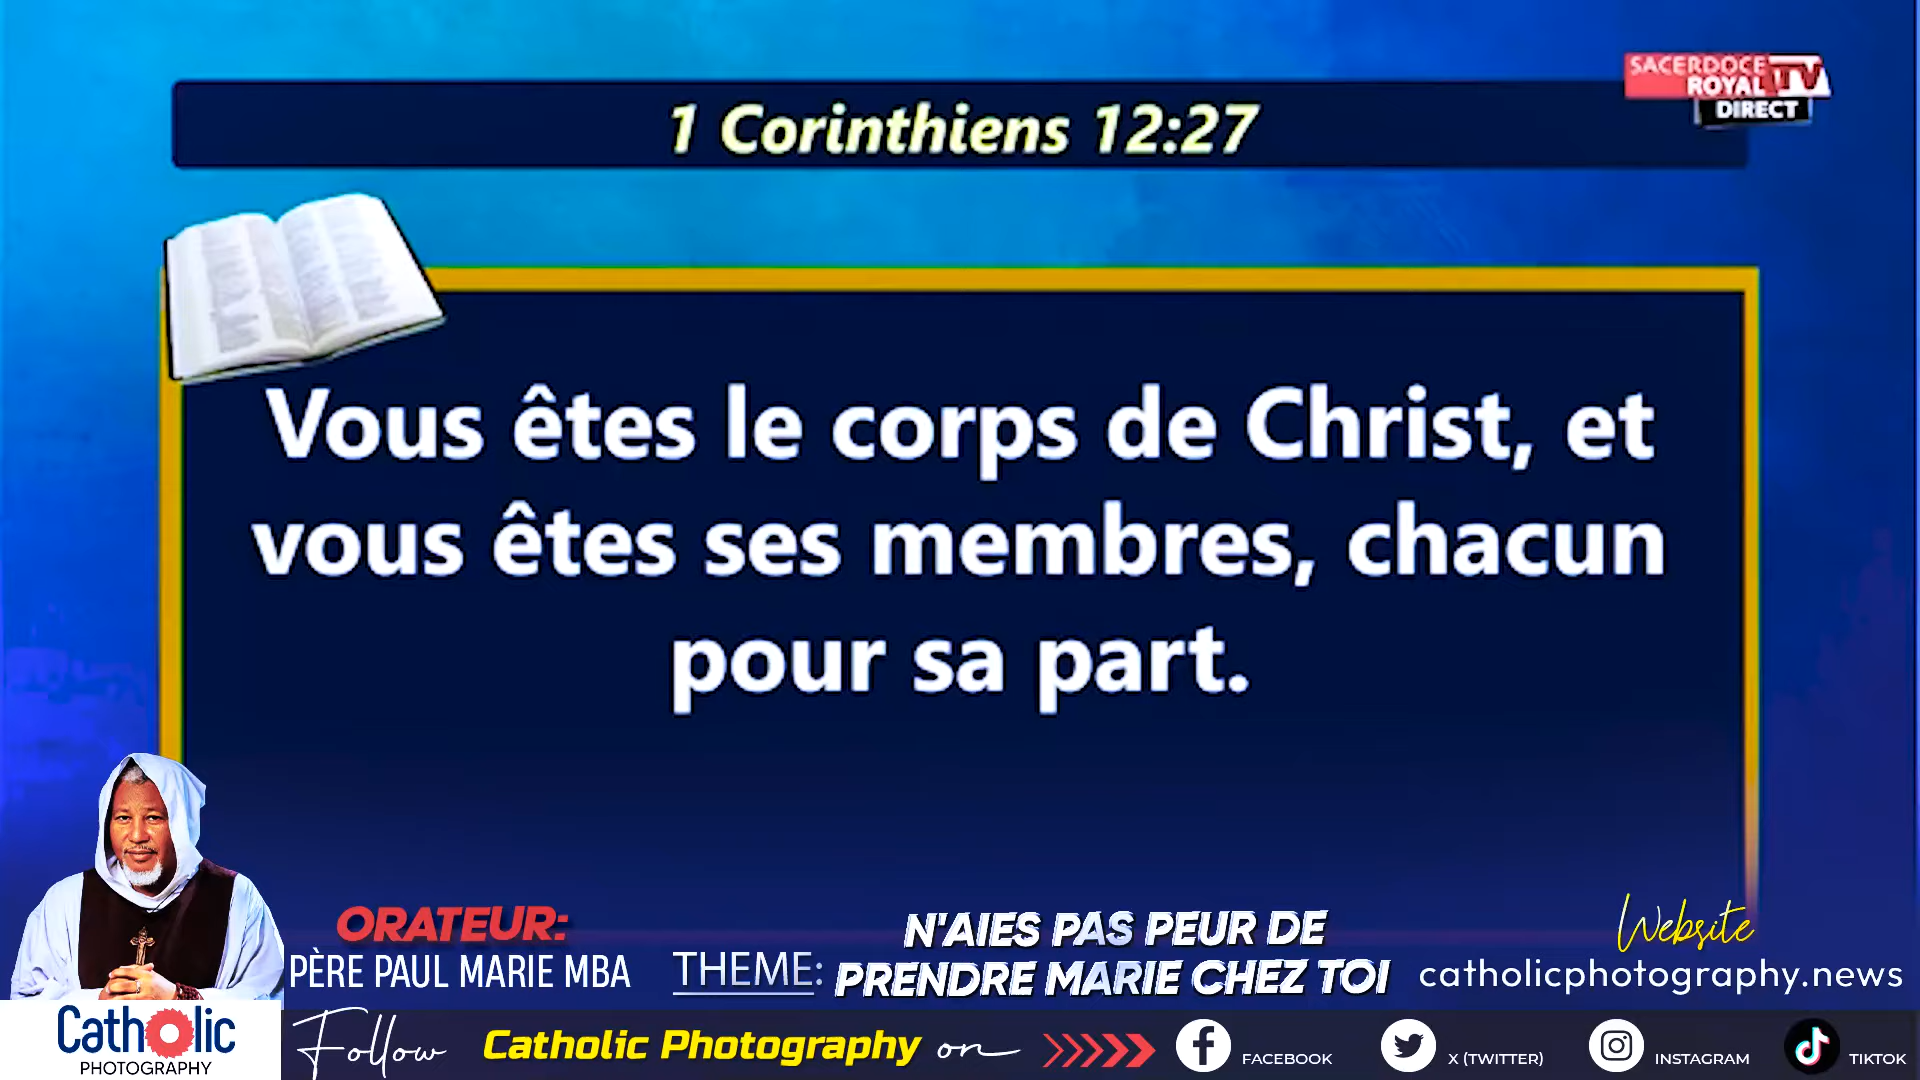 SACERDOCE
ROYAL TV
DIRECT
1 Corinthiens 12:27
Vous êtes le corps de Christ, et
vous êtes ses membres, chacun
pour sa part.
ORATEUR:
PÈRE PAUL MARIE MBA
THEME:
N'AIES PAS PEUR DE
PRENDRE MARIE CHEZ TOI
Website
catholicphotography.news
Catholic
PHOTOGRAPHY
Follow Catholic Photography on
FACEBOOK
X (TWITTER)
INSTAGRAM
TIKTOK